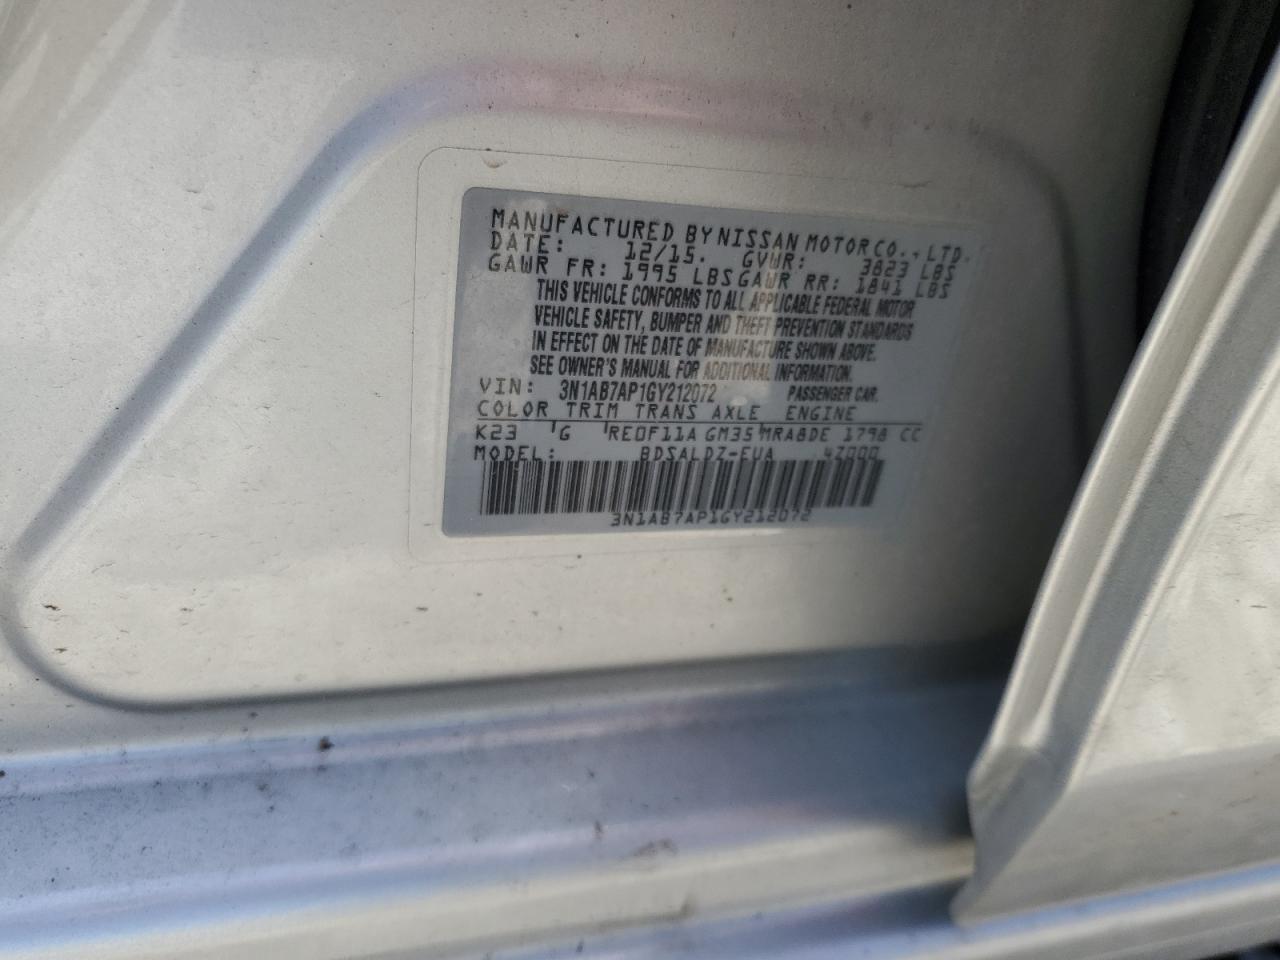 MANUFACTURED BY NISSAN MOTOR CO., LTD.
DATE: 12/15. GVWR: 3823 LBS
GAWR FR: 1995 LBS GAWR RR: 1841 LBS
THIS VEHICLE CONFORMS TO ALL APPLICABLE FEDERAL MOTOR
VEHICLE SAFETY, BUMPER AND THEFT PREVENTION STANDARDS
IN EFFECT ON THE DATE OF MANUFACTURE SHOWN ABOVE.
SEE OWNER'S MANUAL FOR ADDITIONAL INFORMATION.
VIN: 3N1AB7AP1GY212072 PASSENGER CAR.
COLOR TRIM TRANS AXLE ENGINE
K23 G RE0F11A GM35 MRA8DE 1798 CC
MODEL: BDSALDZ-EUA 4Z000
3N1AB7AP1GY212072